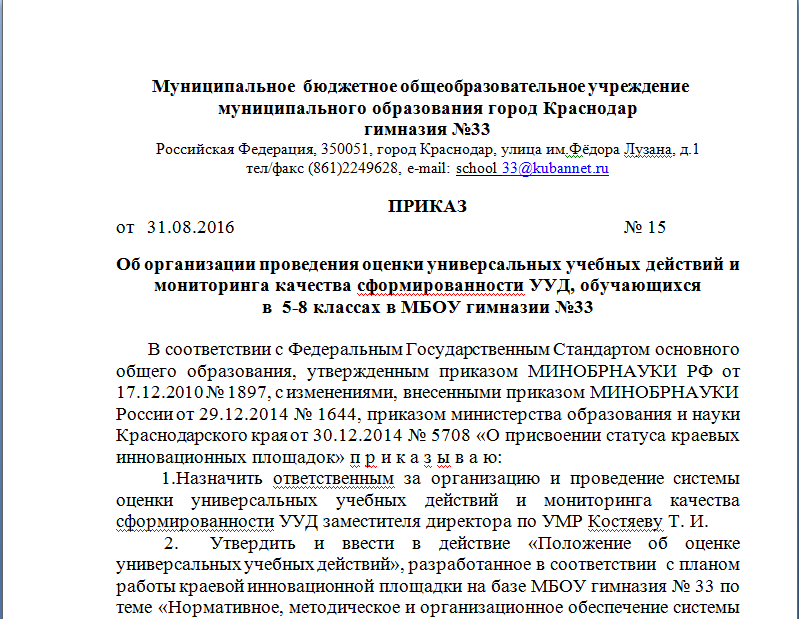 Муниципальное бюджетное общеобразовательное учреждение
муниципального образования город Краснодар
гимназия №33
Российская Федерация, 350051, город Краснодар, улица им.Фёдора Лузана, д.1
тел/факс (861)2249628, e-mail: school 33@kubannet.ru
ПРИКАЗ
от 31.08.2016 № 15
Об организации проведения оценки универсальных учебных действий и
мониторинга качества сформированности УУД, обучающихся
в 5-8 классах в МБОУ гимназии №33
В соответствии с Федеральным Государственным Стандартом основного
общего образования, утвержденным приказом МИНОБРНАУКИ РФ от
17.12.2010 № 1897, с изменениями, внесенными приказом МИНОБРНАУКИ
России от 29.12.2014 № 1644, приказом министерства образования и науки
Краснодарского края от 30.12.2014 № 5708 «О присвоении статуса краевых
инновационных площадок» п р и к а з ы в а ю:
1.Назначить ответственным за организацию и проведение системы
оценки универсальных учебных действий и мониторинга качества
сформированности УУД заместителя директора по УМР Костяеву Т. И.
2. Утвердить и ввести в действие «Положение об оценке
универсальных учебных действий», разработанное в соответствии с планом
работы краевой инновационной площадки на базе МБОУ гимназия № 33 по
теме «Нормативное, методическое и организационное обеспечение системы